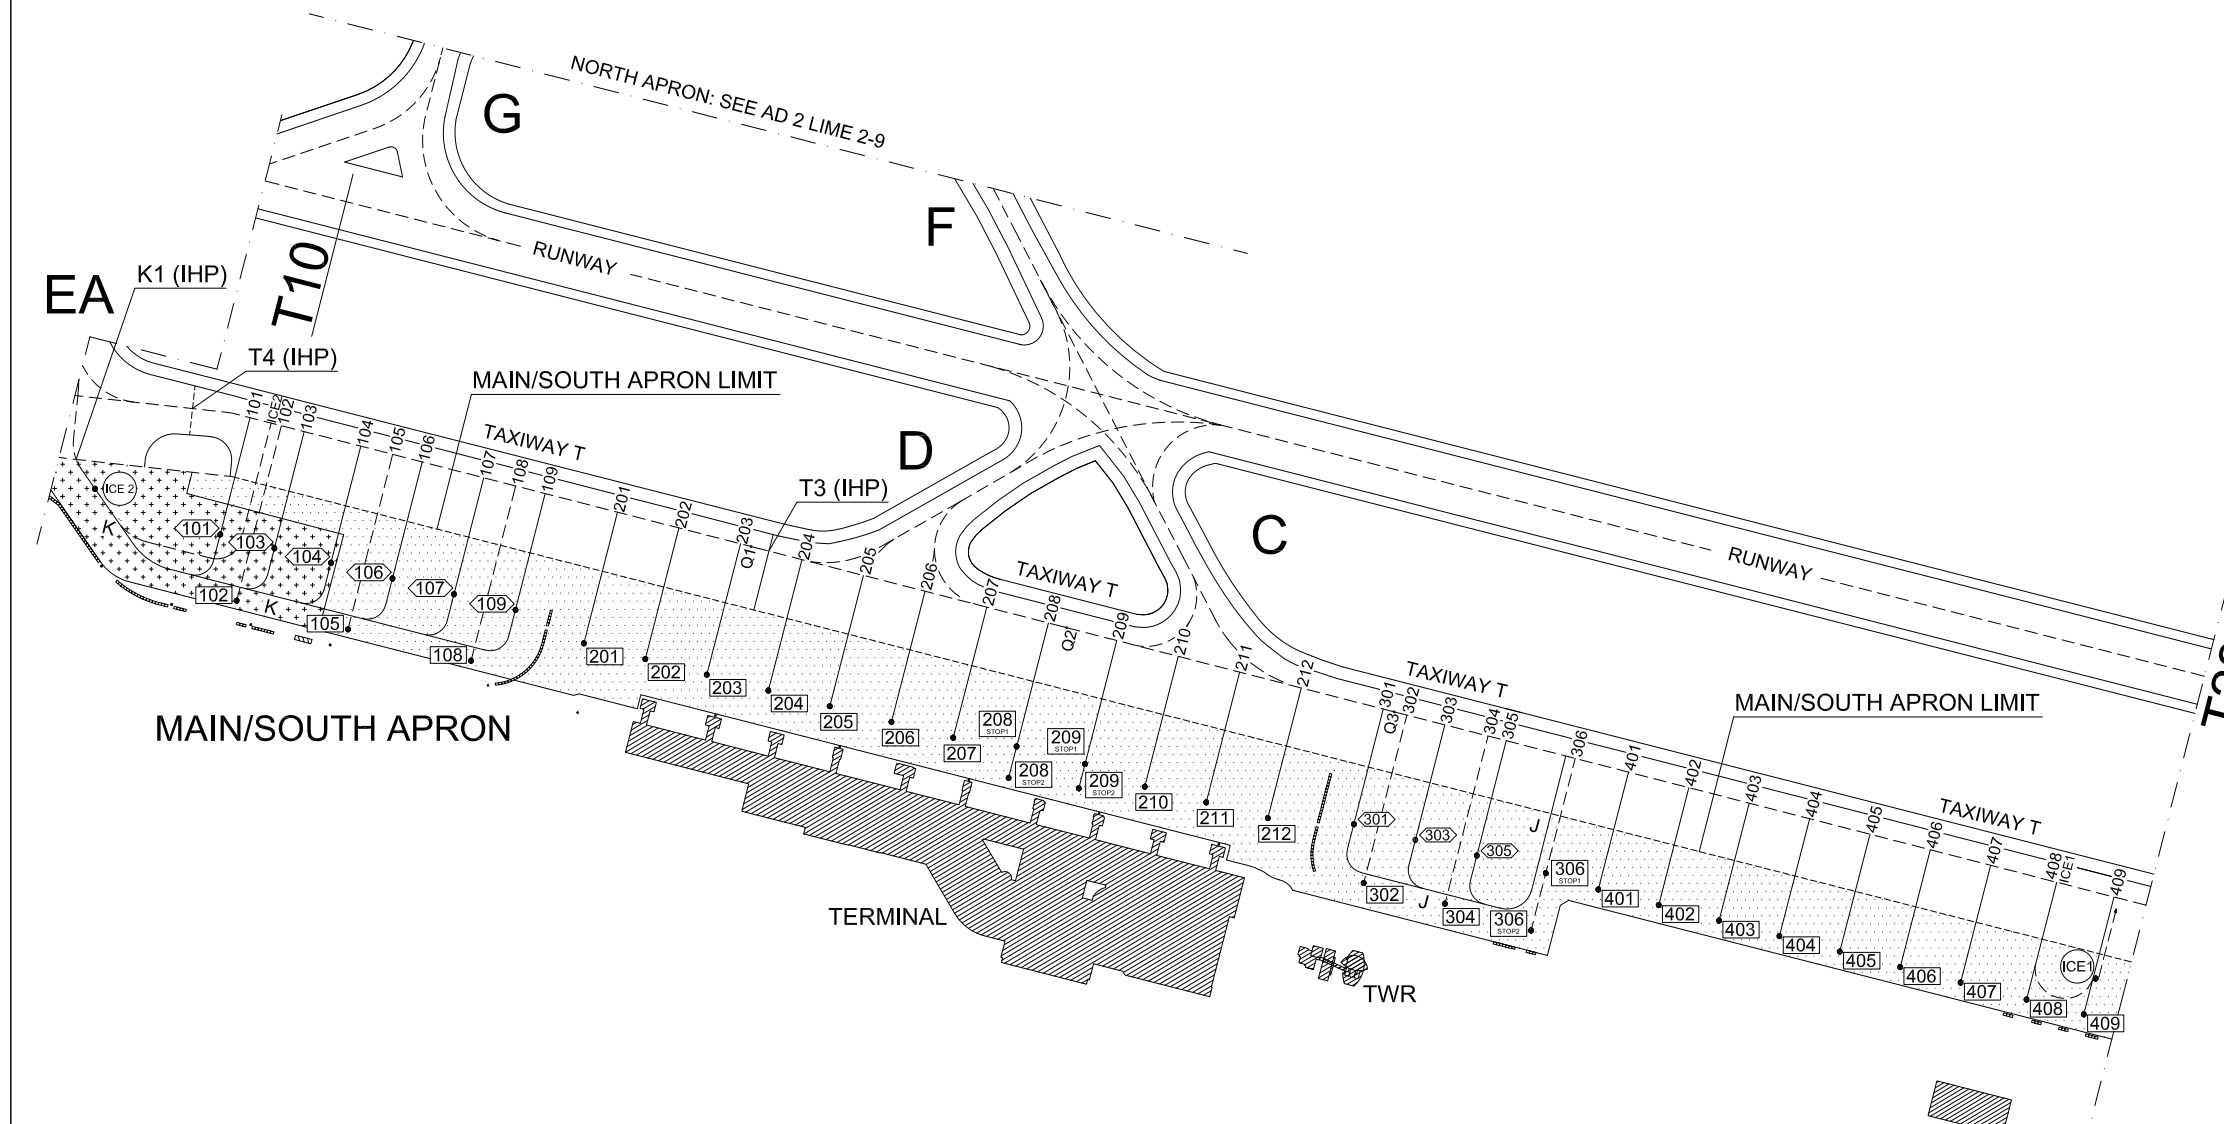 NORTH APRON: SEE AD 2 LIME 2-9
G
F
RUNWAY
T10
EA
K1 (IHP)
T4 (IHP)
MAIN/SOUTH APRON LIMIT
D
T3 (IHP)
C
RUNWAY
101
ICE2
102
103
104
105
106
TAXIWAY T
107
108
109
201
202
203
Q1
204
205
206
207
TAXIWAY T
208
Q2
209
210
211
212
TAXIWAY T
301
Q3
302
303
304
305
306
401
402
403
404
405
406
407
TAXIWAY T
408
ICE1
409
MAIN/SOUTH APRON LIMIT
ICE 2
K
101
103
104
106
107
109
102
K
105
108
201
202
203
204
205
206
207
208
STOP1
208
STOP2
209
STOP1
209
STOP2
210
211
212
301
303
305
J
302
J
304
306
STOP1
306
STOP2
401
402
403
404
405
406
407
ICE1
408
409
MAIN/SOUTH APRON
TERMINAL
TWR